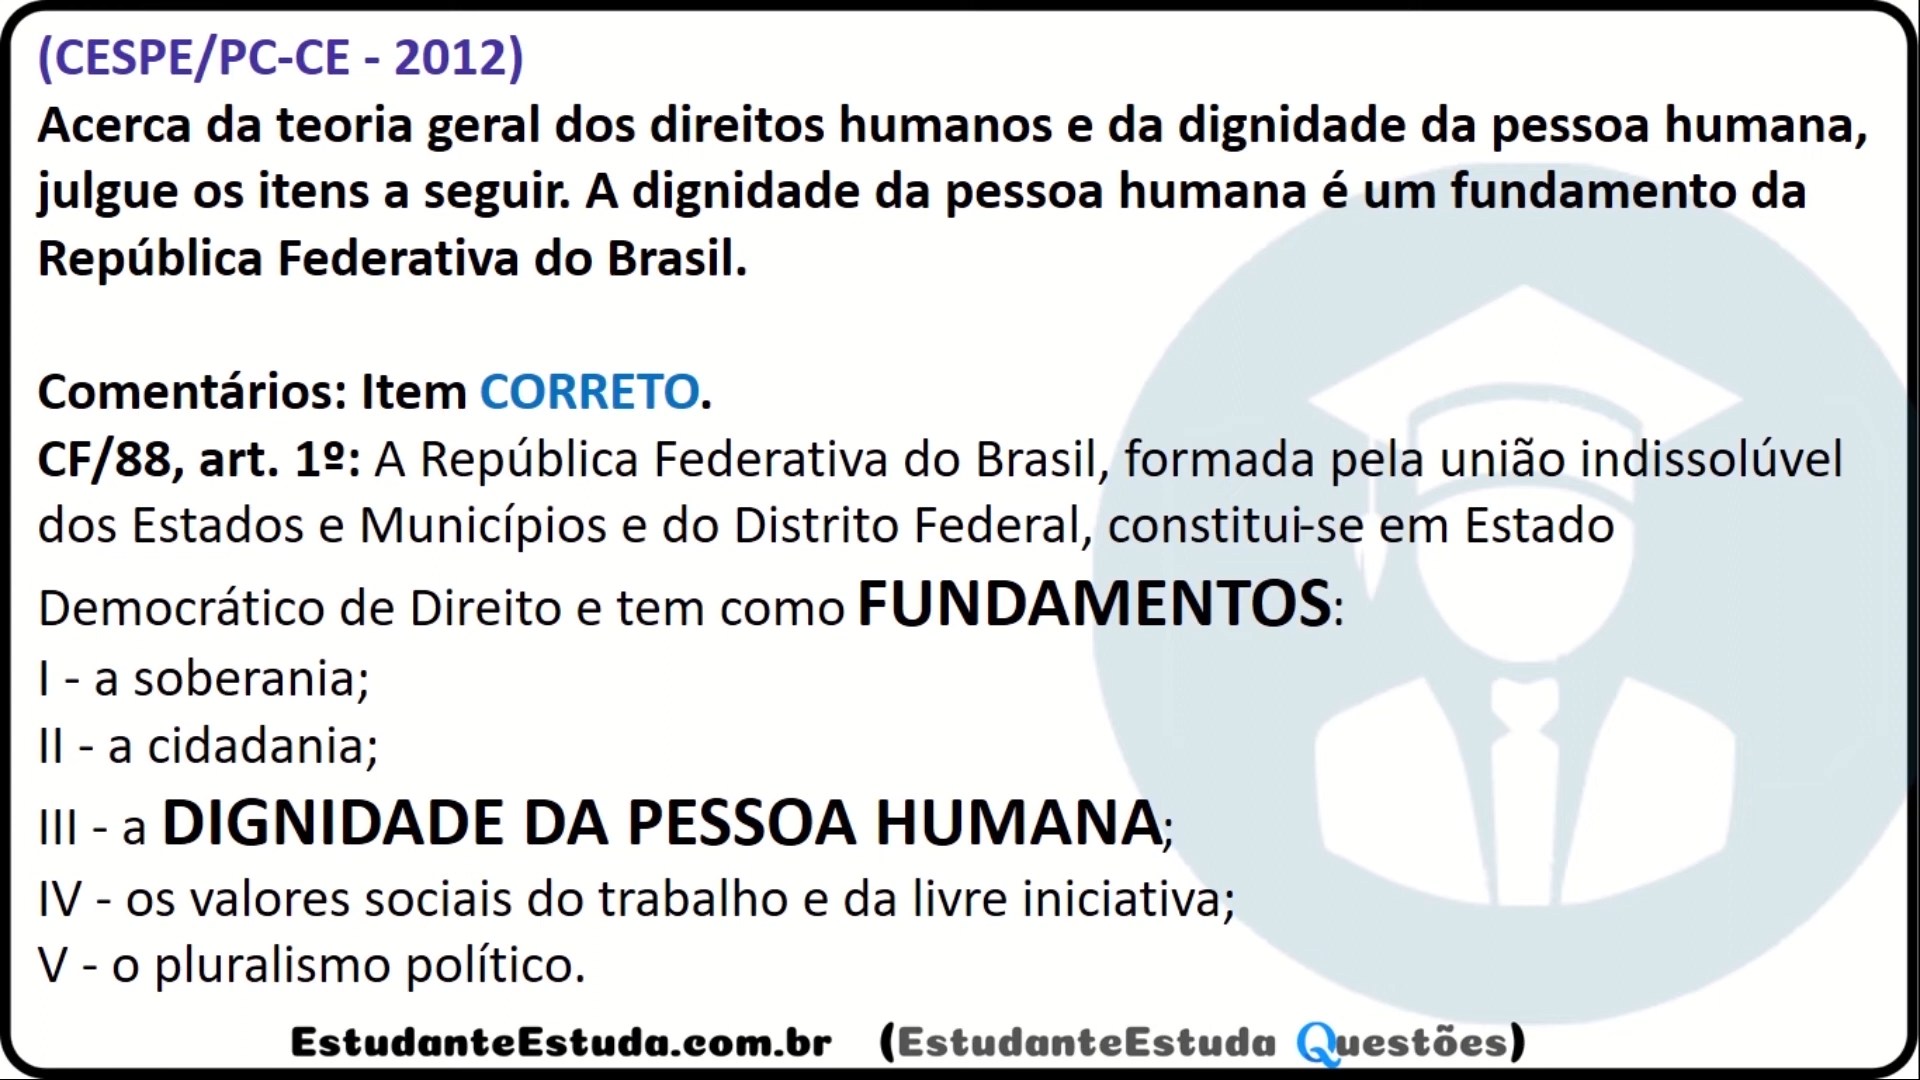 (CESPE/PC-CE - 2012)
Acerca da teoria geral dos direitos humanos e da dignidade da pessoa humana,
julgue os itens a seguir. A dignidade da pessoa humana é um fundamento da
República Federativa do Brasil.
Comentários: Item CORRETO.
CF/88, art. 1º: A República Federativa do Brasil, formada pela união indissolúvel
dos Estados e Municípios e do Distrito Federal, constitui-se em Estado
Democrático de Direito e tem como FUNDAMENTOS:
I - a soberania;
II - a cidadania;
III - a DIGNIDADE DA PESSOA HUMANA;
IV - os valores sociais do trabalho e da livre iniciativa;
V - o pluralismo político.
EstudanteEstuda.com.br (EstudanteEstuda Questões)